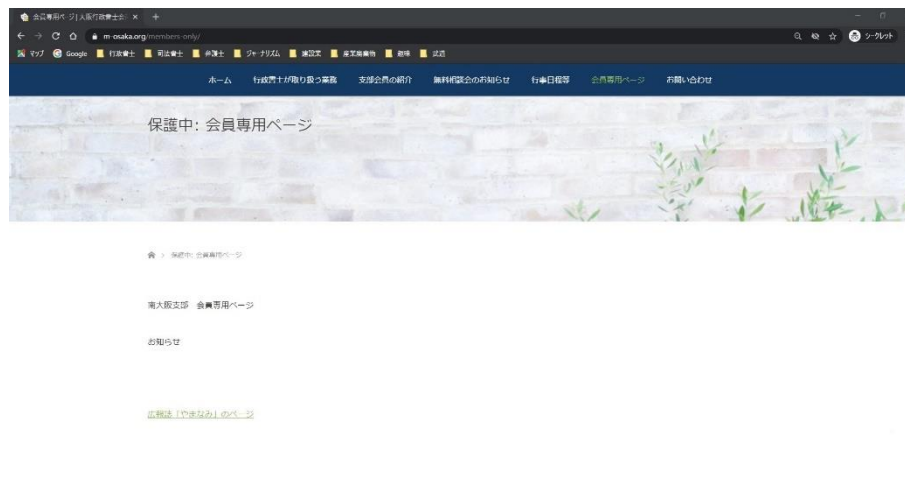 会員専用ページ | 大阪行政書士会
m-osaka.org/members-only/
シークレット
マップ Google 行政書士 司法書士 弁護士 ジャーナリズム 建設業 産業廃棄物 趣味 武道
ホーム 行政書士が取り扱う業務 支部会員の紹介 無料相談会のお知らせ 行事日程等 会員専用ページ お問い合わせ
保護中: 会員専用ページ
> 保護中: 会員専用ページ
南大阪支部 会員専用ページ
お知らせ
広報誌「やまなみ」のページ